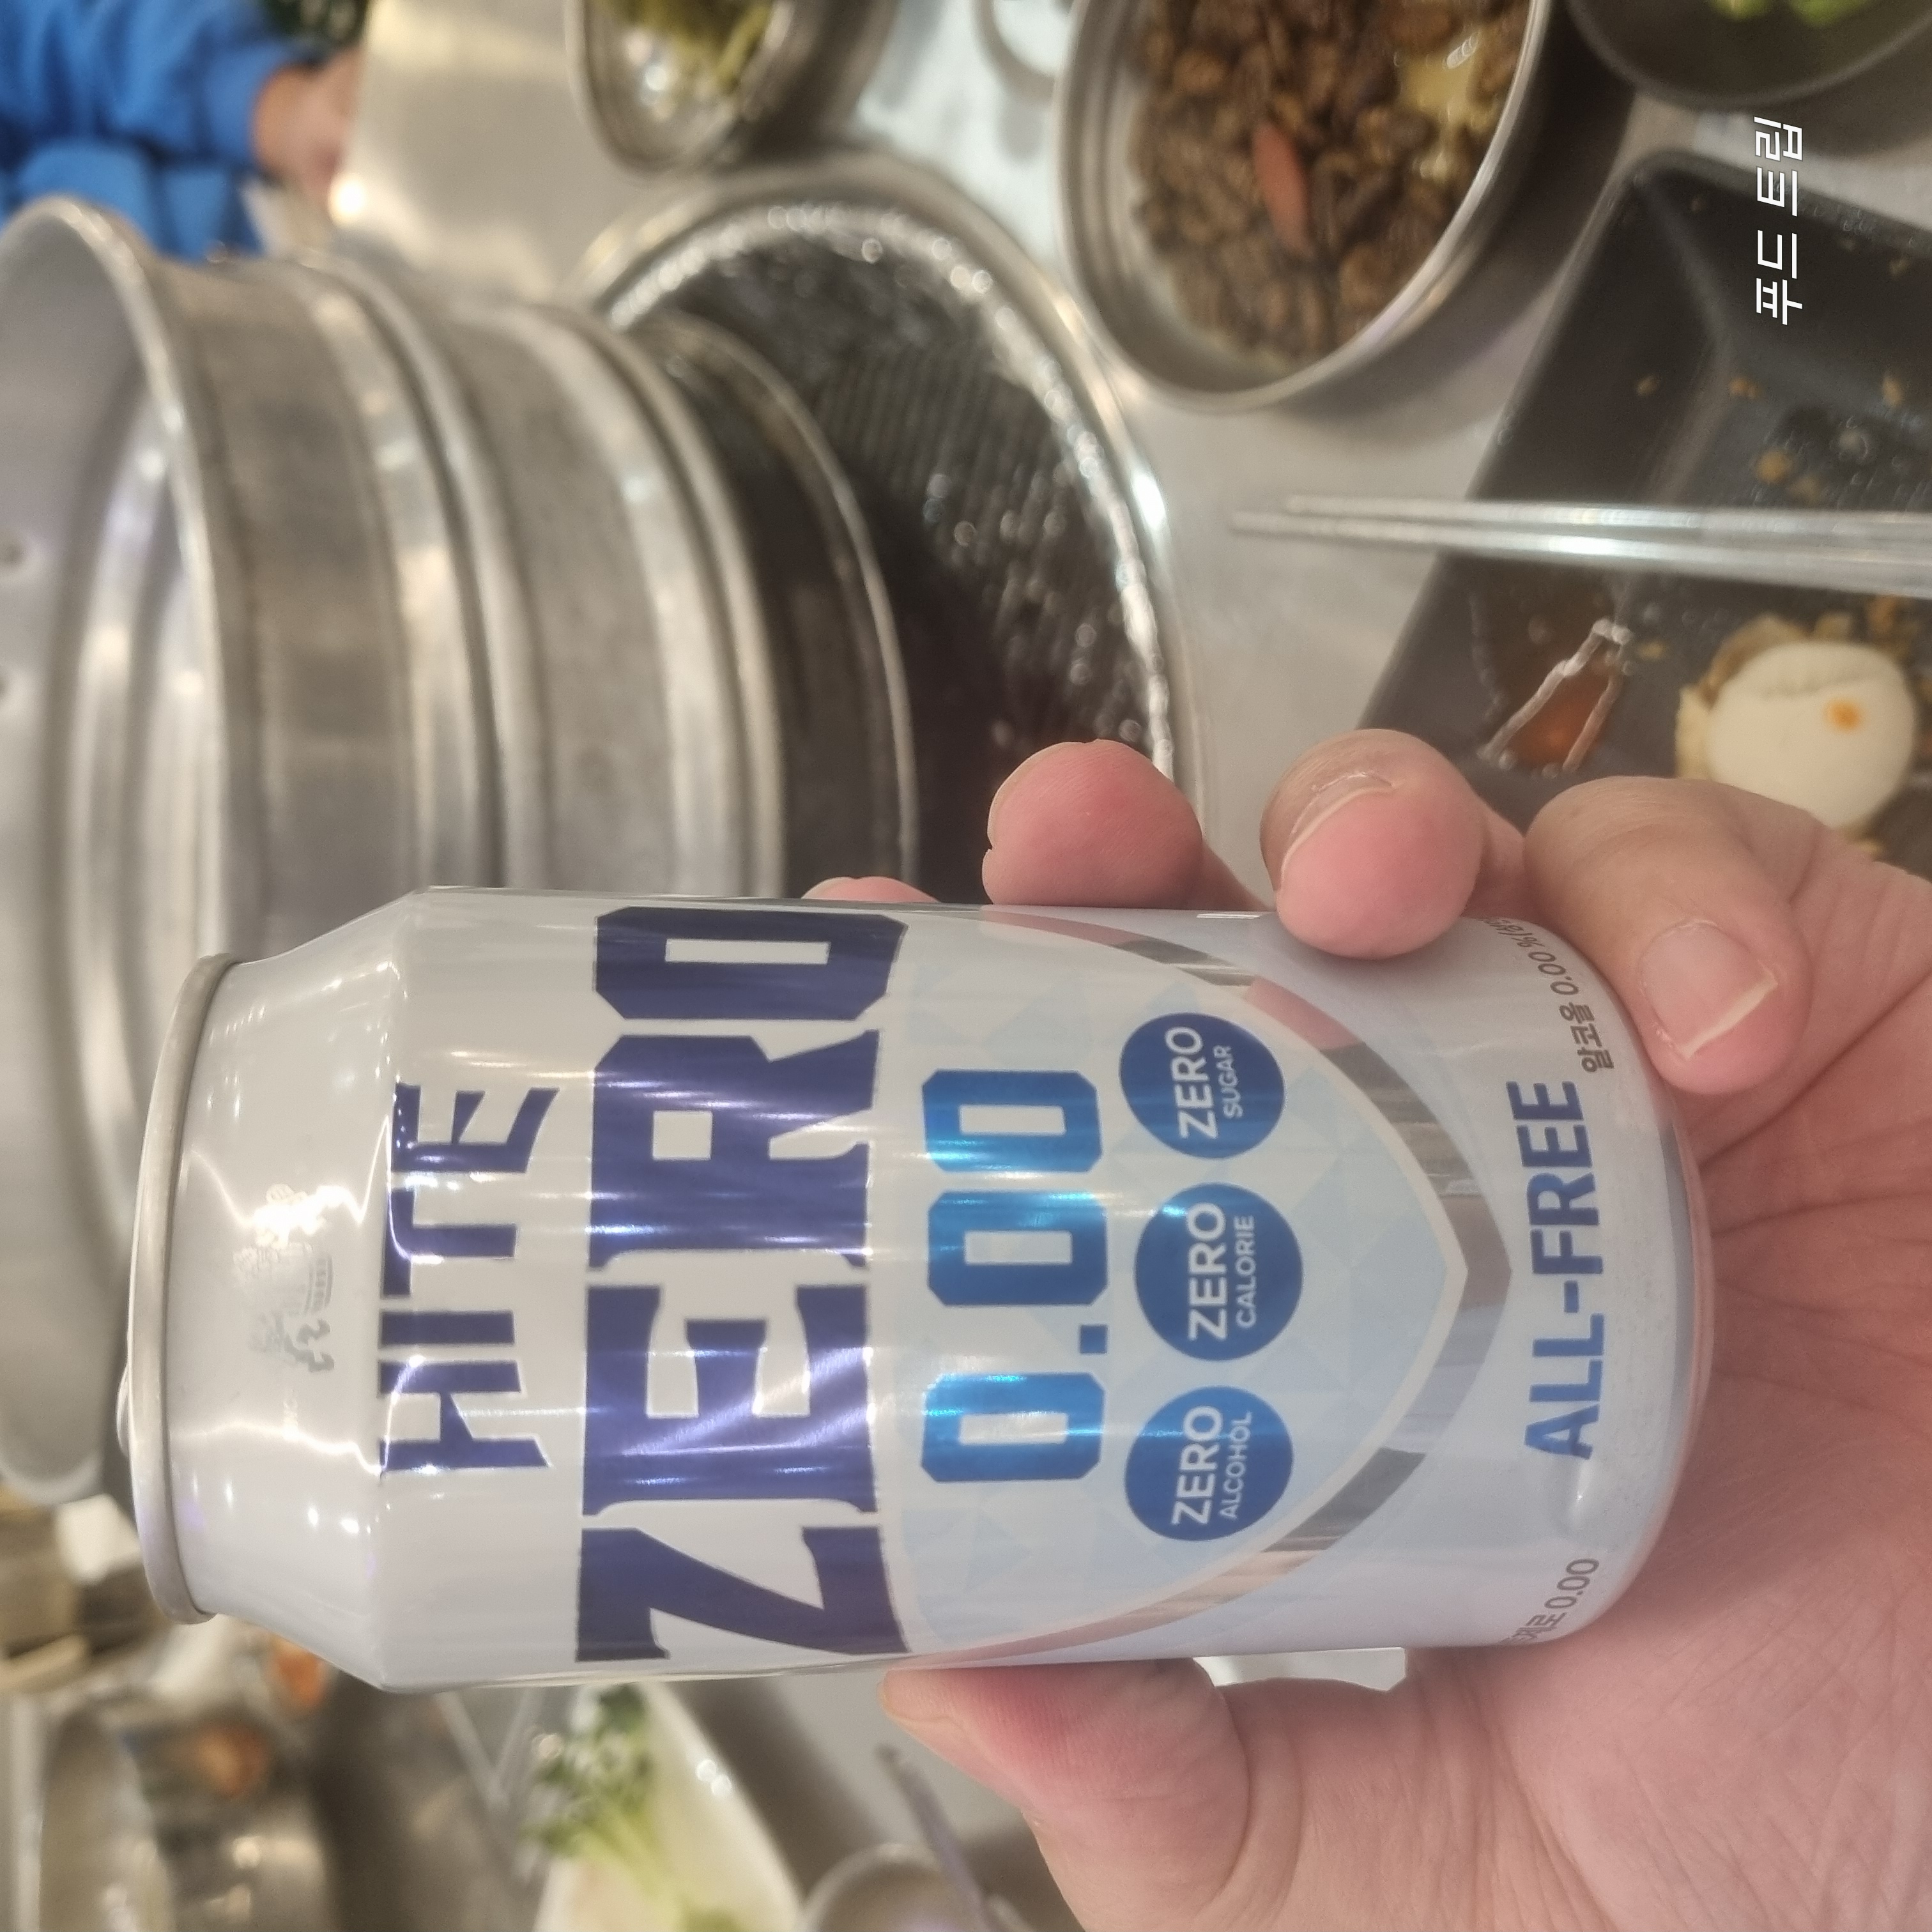 HITE
ZERO
0.00
ZERO
ALCOHOL
ZERO
CALORIE
ZERO
SUGAR
ALL-FREE
0.00
알코올 0.00%
푸드트립